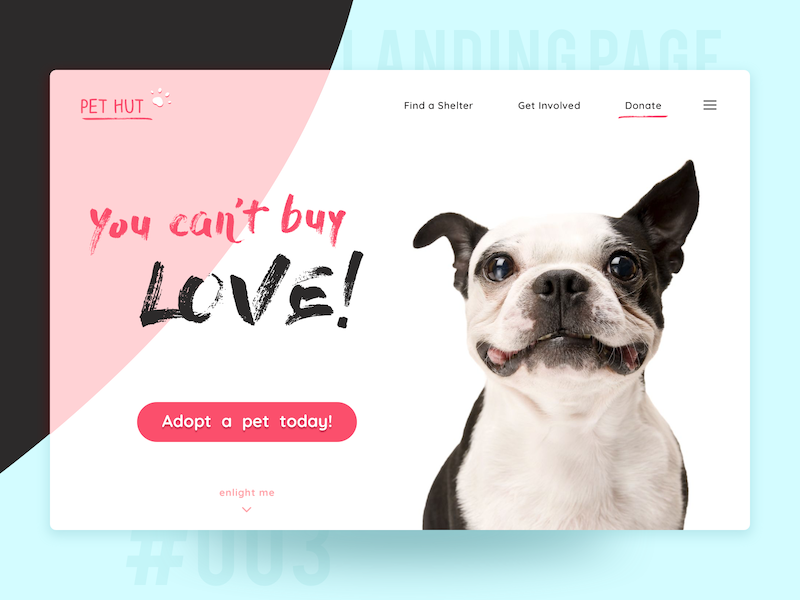 LANDING PAGE
PET HUT
Find a Shelter
Get Involved
Donate
you can't buy
LOVE!
Adopt a pet today!
enlight me
#003